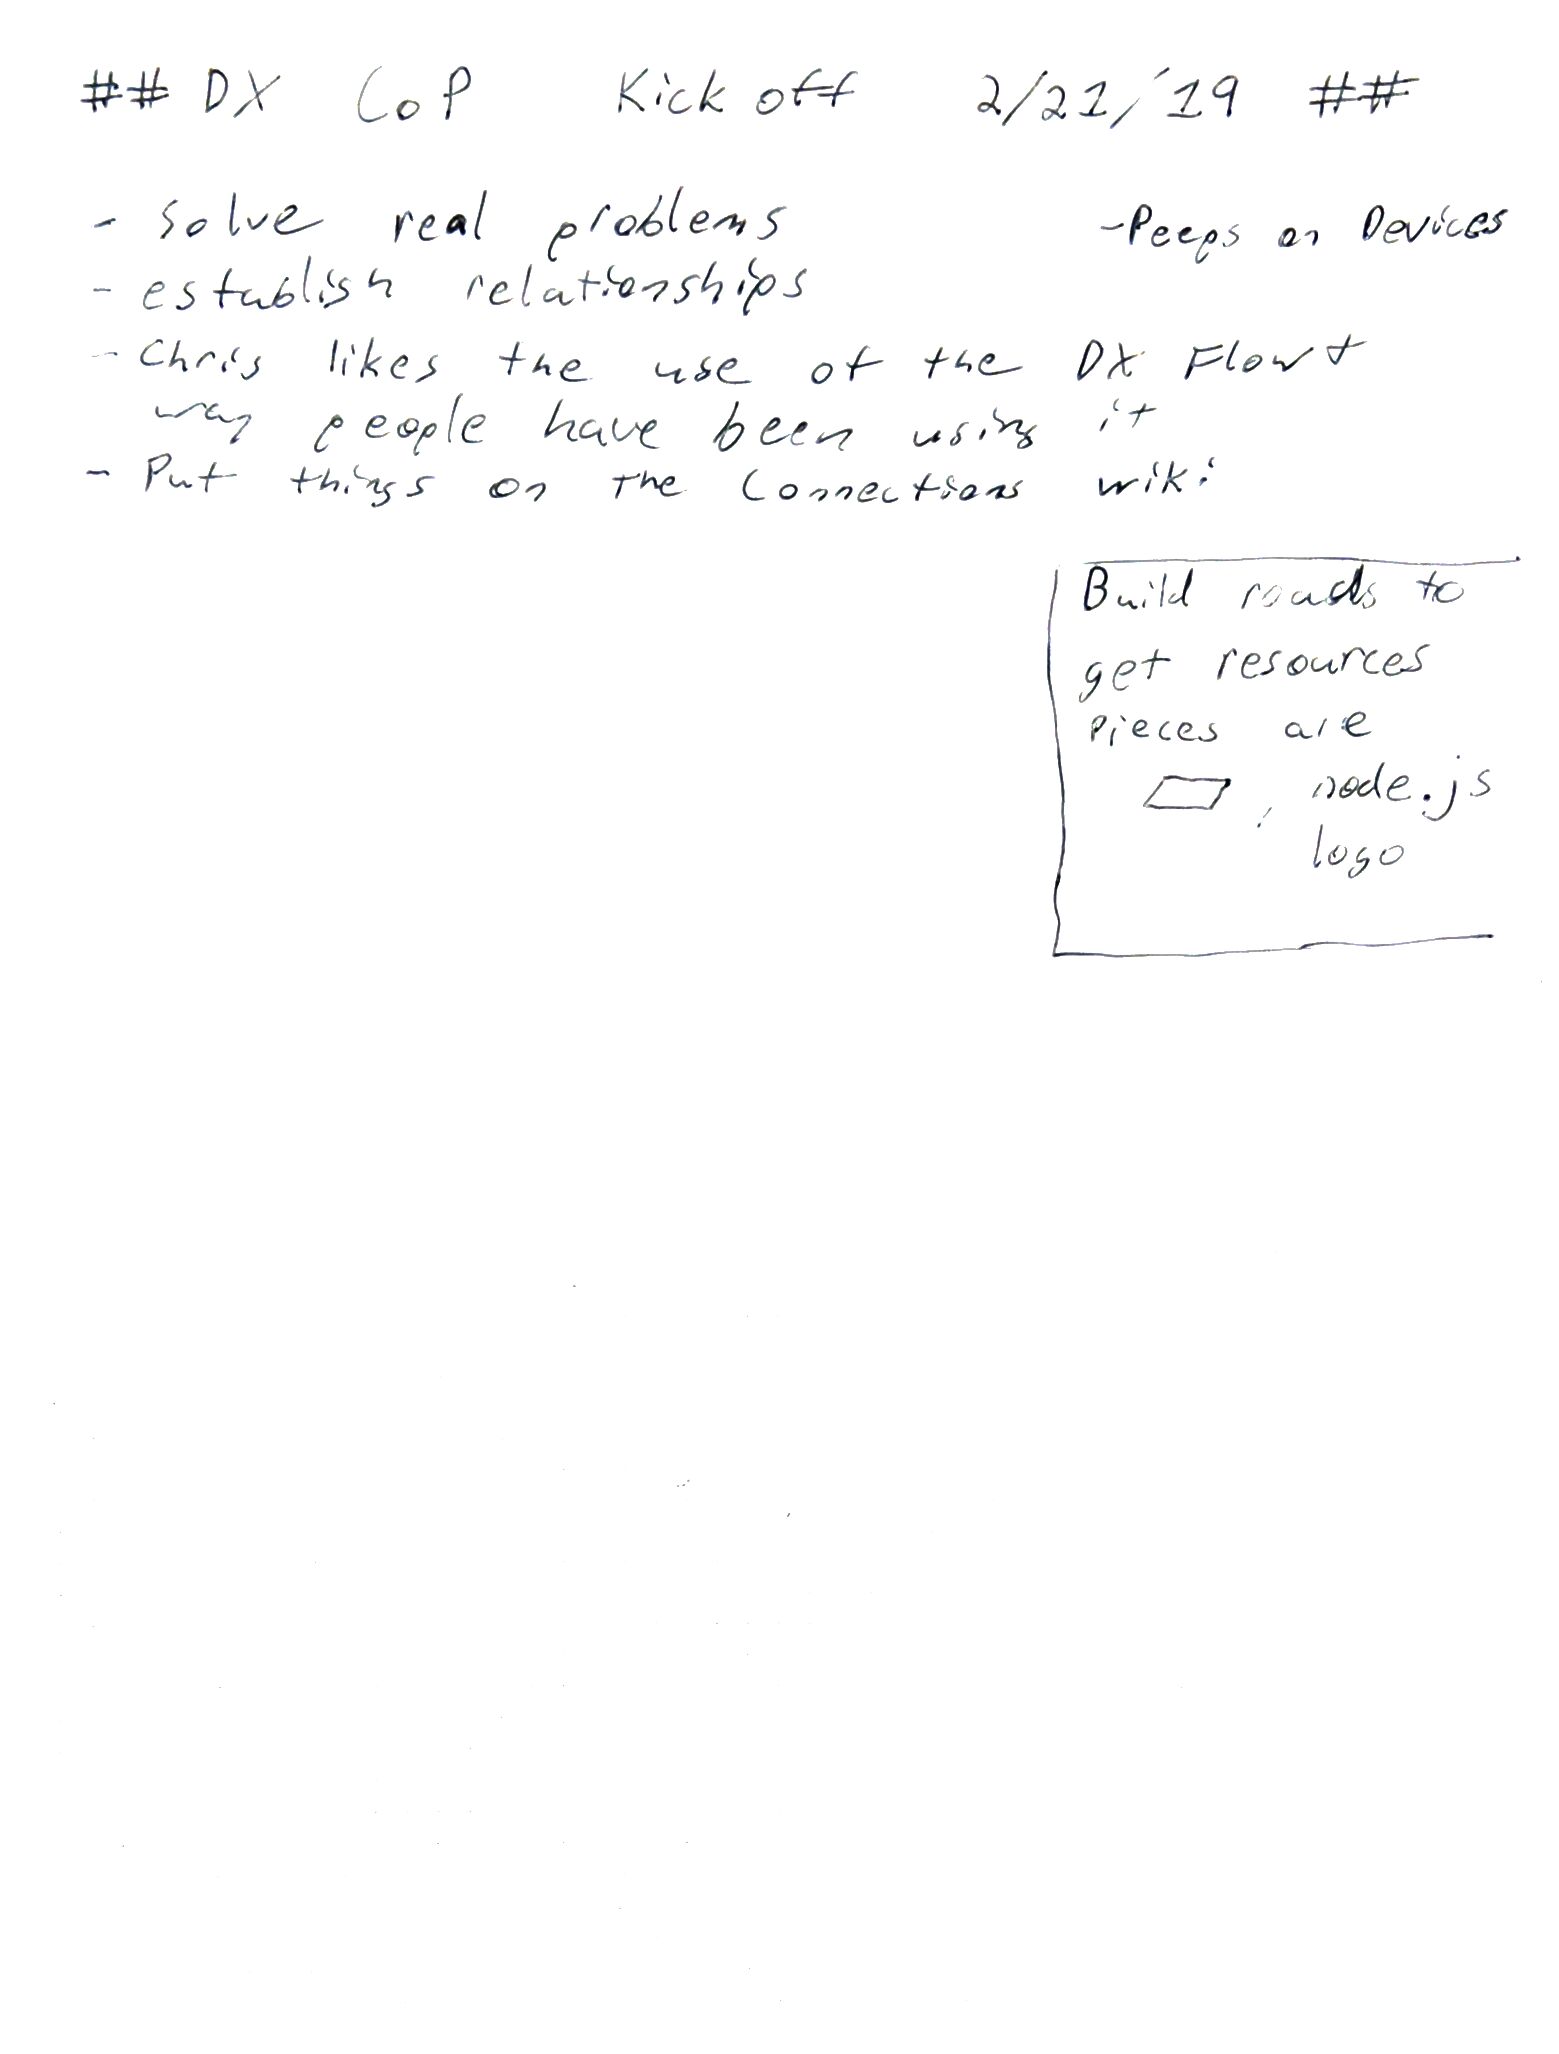 ## DX CoP Kick off 2/21/'19 ##
- solve real problems
- Peeps on Devices
- establish relationships
- Chris likes the use of the DX Flow +
way people have been using it
- Put things on the Connections wiki
Build roads to
get resources
Pieces are
, node.js
logo